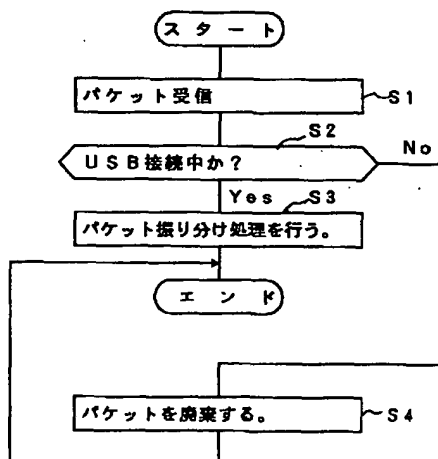 スタート
パケット受信
S1
S2
USB接続中か?
No
Yes
S3
パケット振り分け処理を行う。
エンド
パケットを廃棄する。
S4